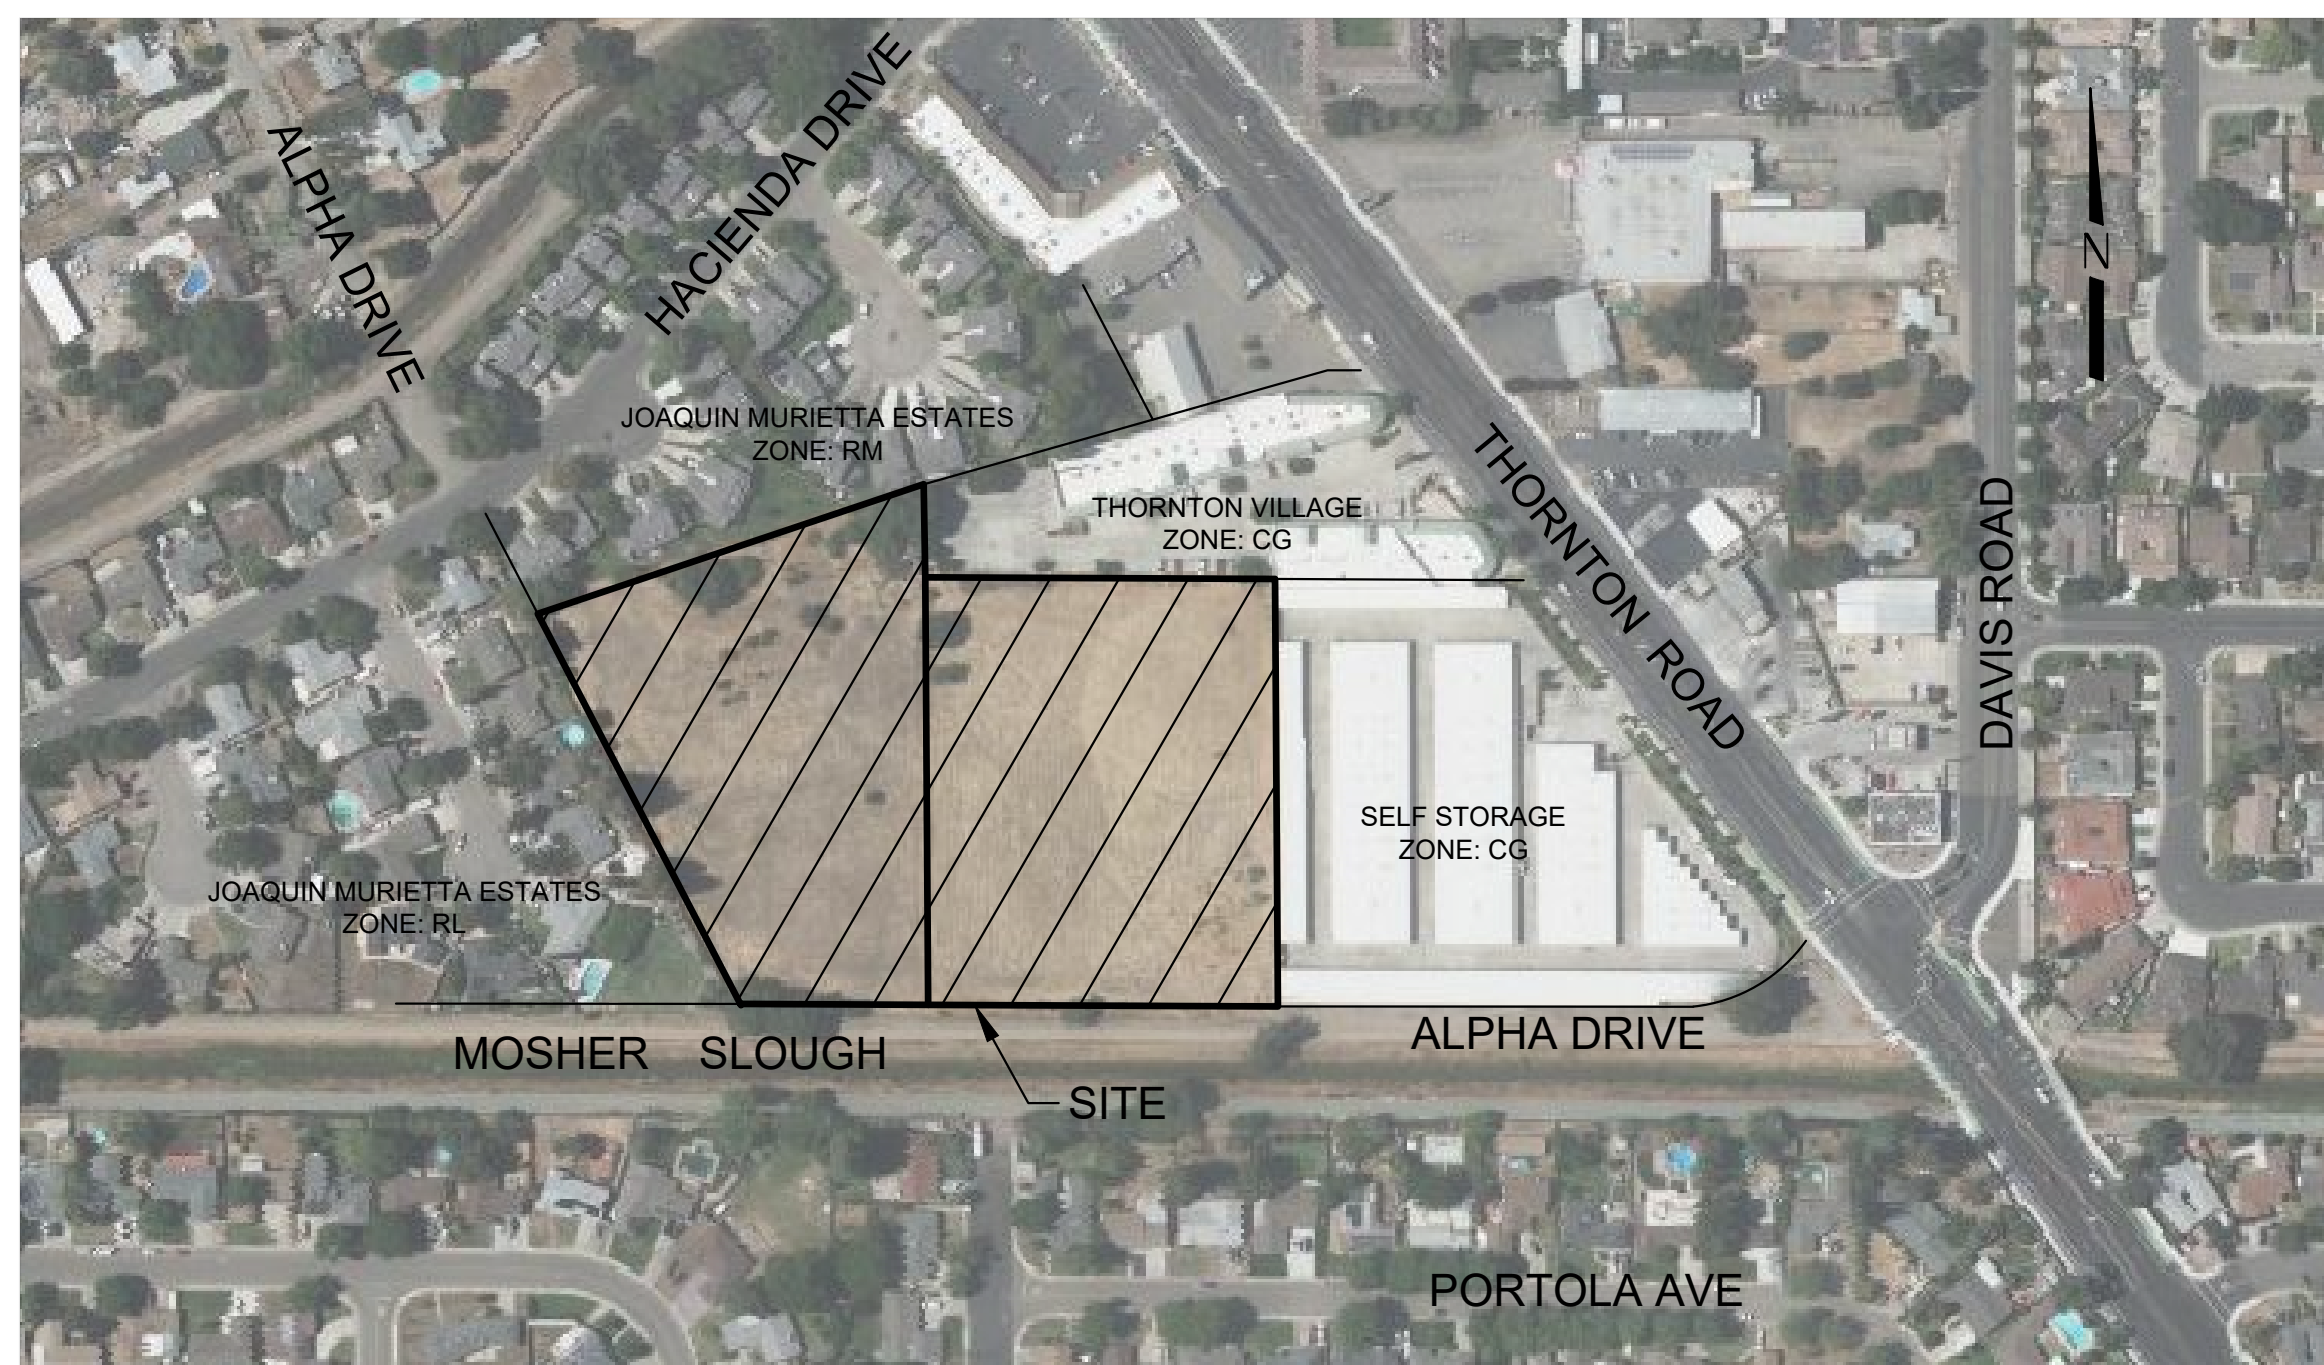 ALPHA DRIVE
HACIENDA DRIVE
N
JOAQUIN MURIETTA ESTATES
ZONE: RM
THORNTON VILLAGE
ZONE: CG
THORNTON ROAD
DAVIS ROAD
SELF STORAGE
ZONE: CG
JOAQUIN MURIETTA ESTATES
ZONE: RL
MOSHER SLOUGH
ALPHA DRIVE
SITE
PORTOLA AVE